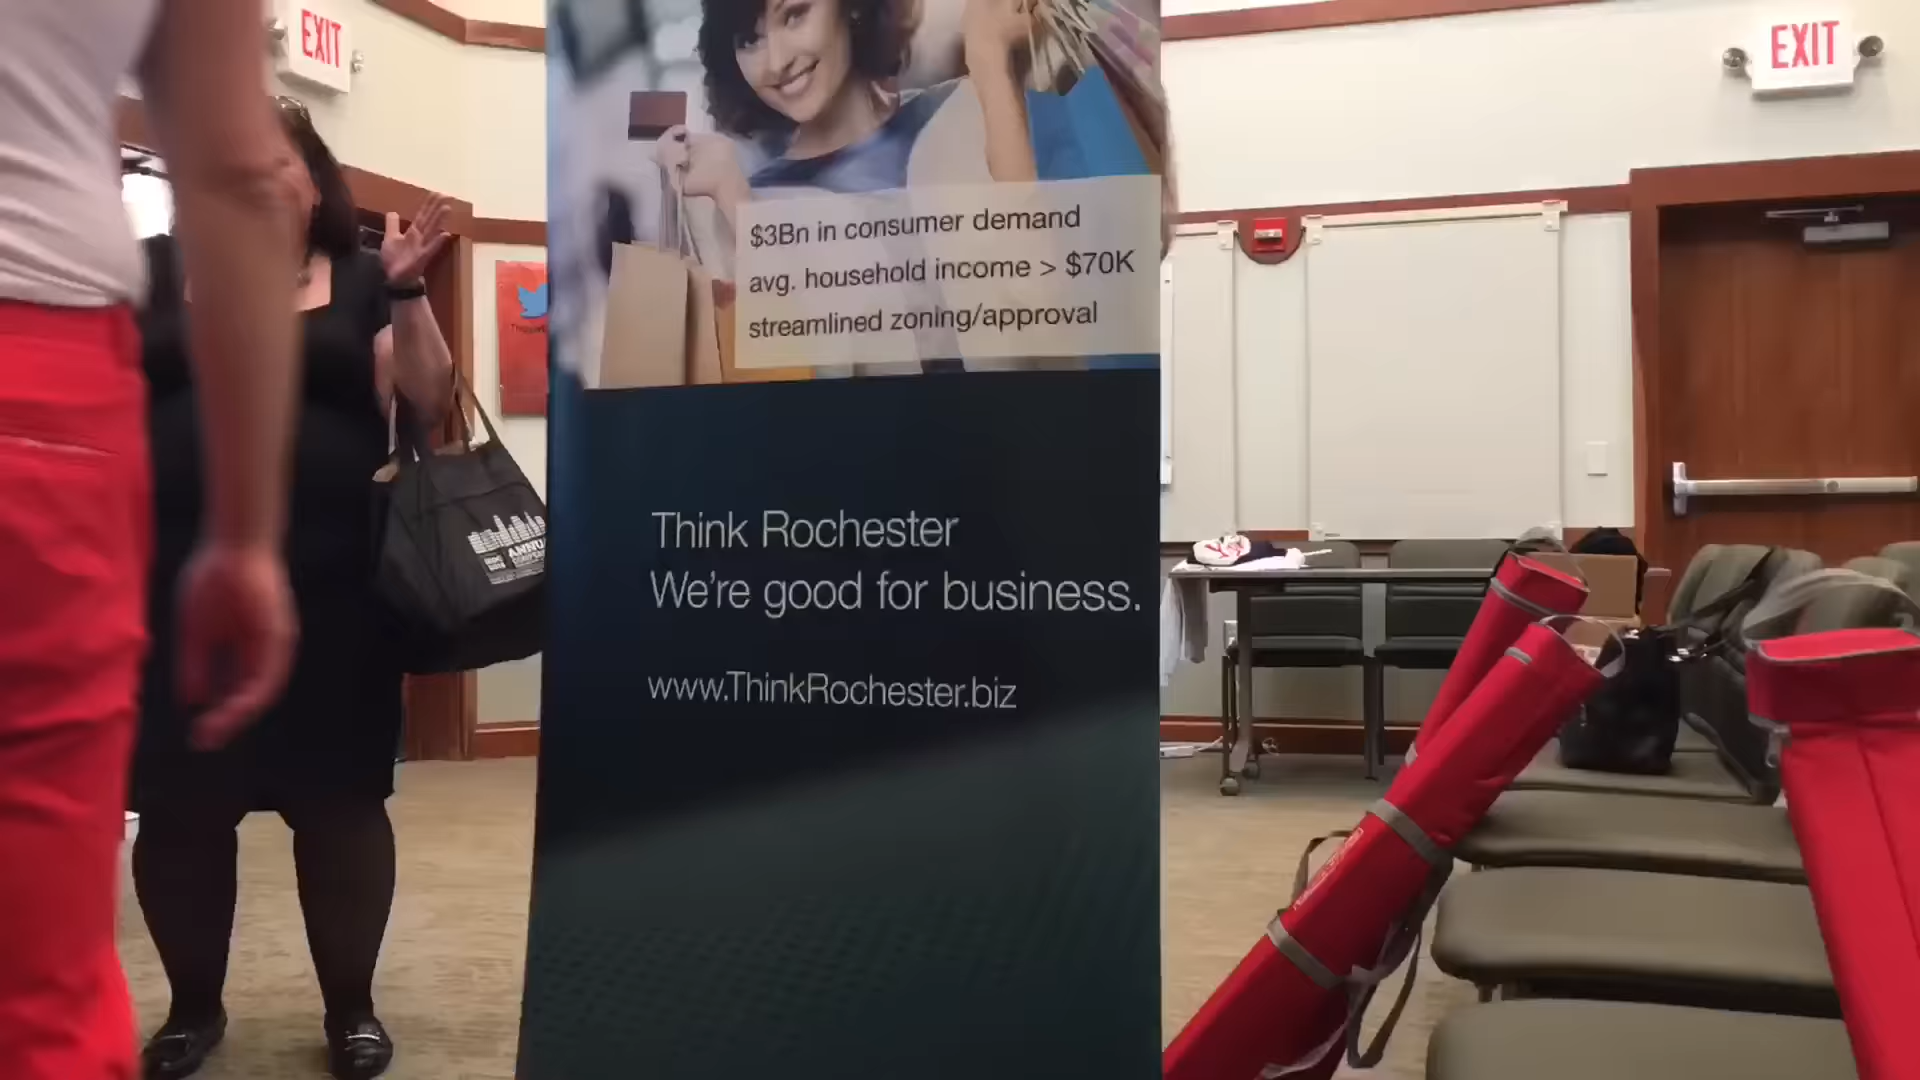 EXIT
EXIT
$3Bn in consumer demand
avg. household income > $70K
streamlined zoning/approval
Think Rochester
We're good for business.
www.ThinkRochester.biz
ANNUAL